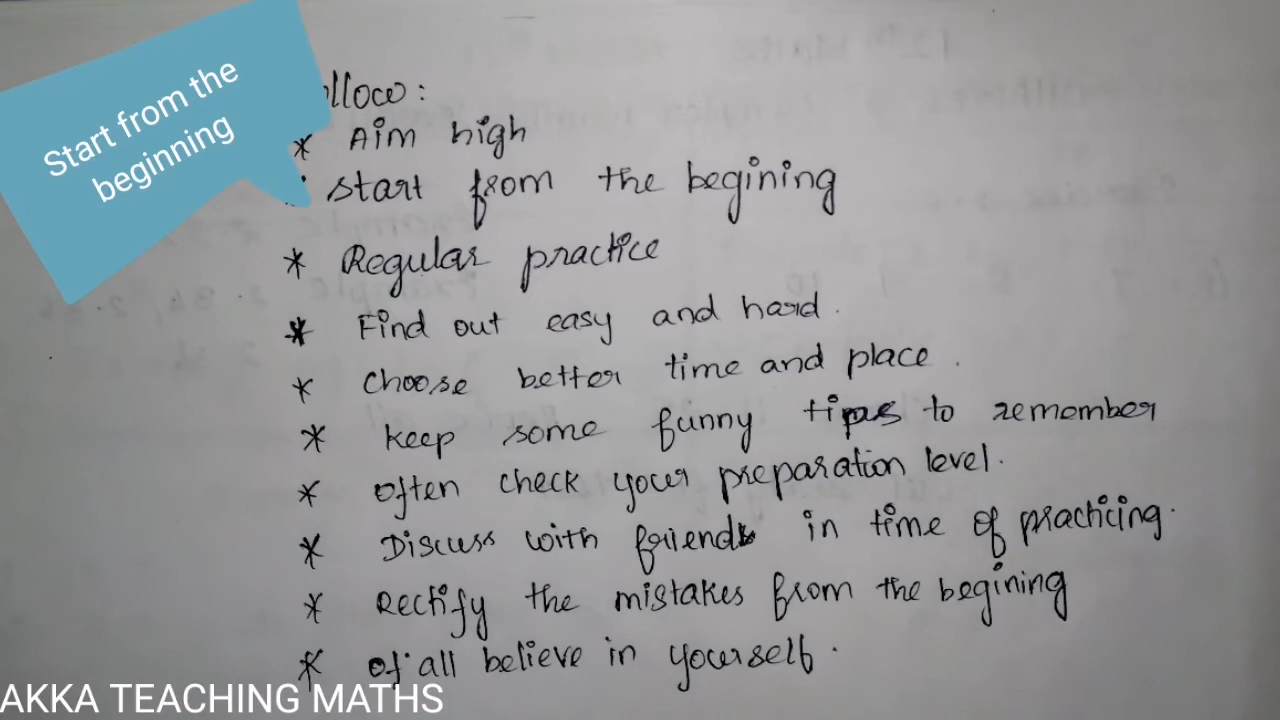 Start from the
beginning
ollow:
* Aim high
* start from the begining
* Regular practice
* Find out easy and hard.
* choose better time and place.
* keep some funny tips to remember
* often check your preparation level.
* Discuss with friends in time of practicing.
* Rectify the mistakes from the begining
* of all believe in yourself.
AKKA TEACHING MATHS